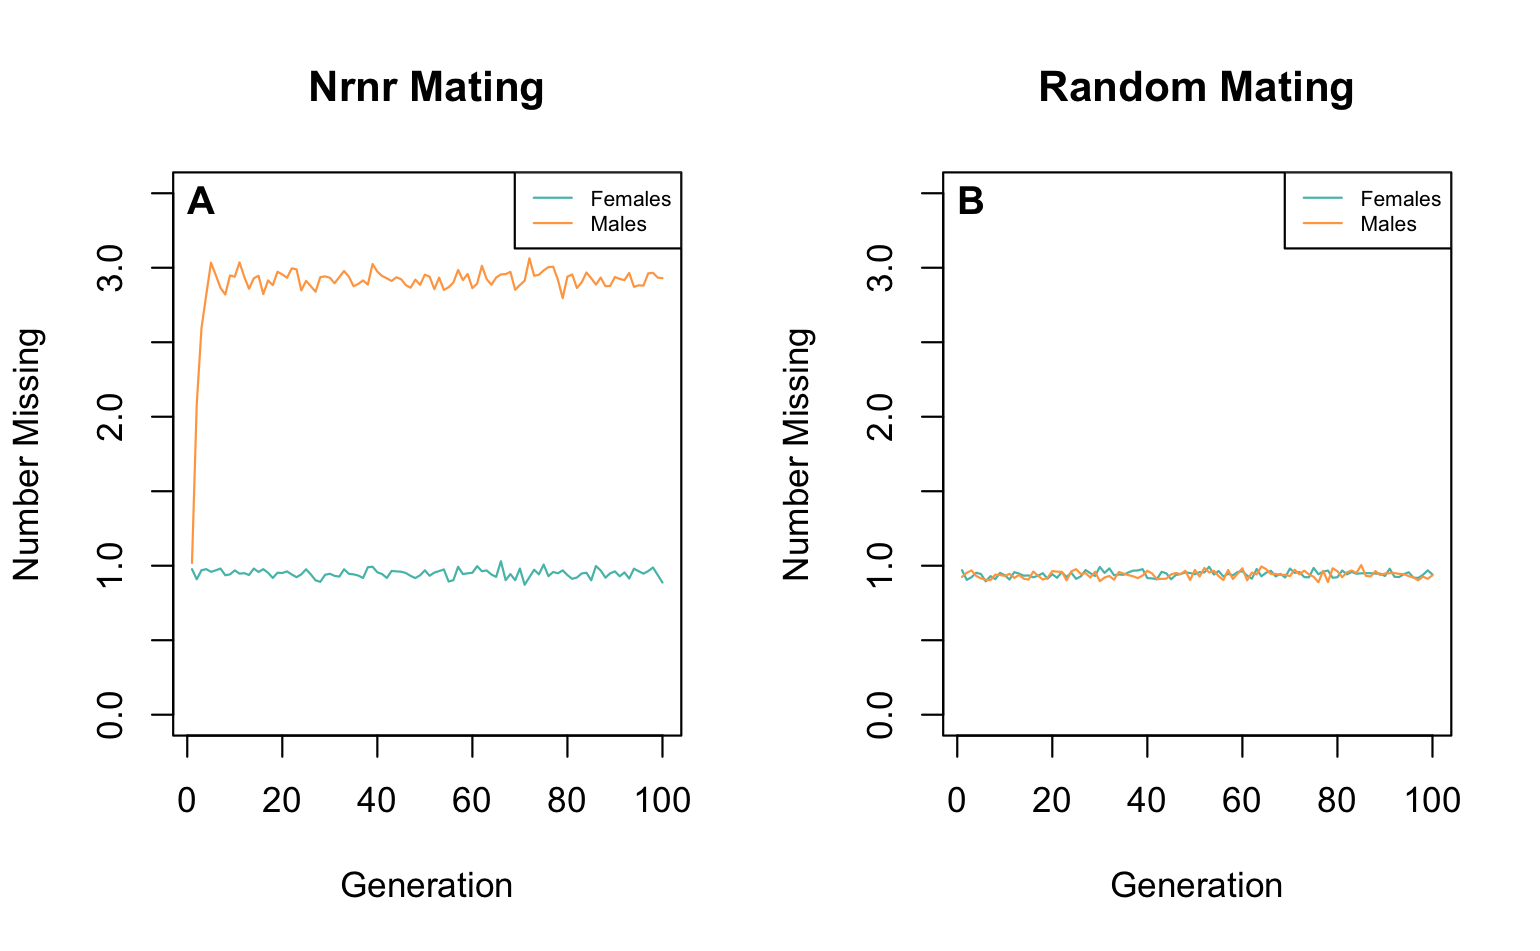 Nrnr Mating
A
Females
Males
Number Missing
3.0
2.0
1.0
0.0
0 20 40 60 80 100
Generation
Random Mating
B
Females
Males
Number Missing
3.0
2.0
1.0
0.0
0 20 40 60 80 100
Generation